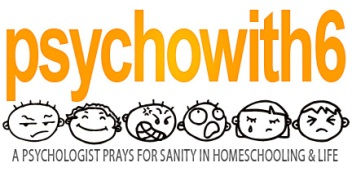 psychowith6
A PSYCHOLOGIST PRAYS FOR SANITY IN HOMESCHOOLING & LIFE